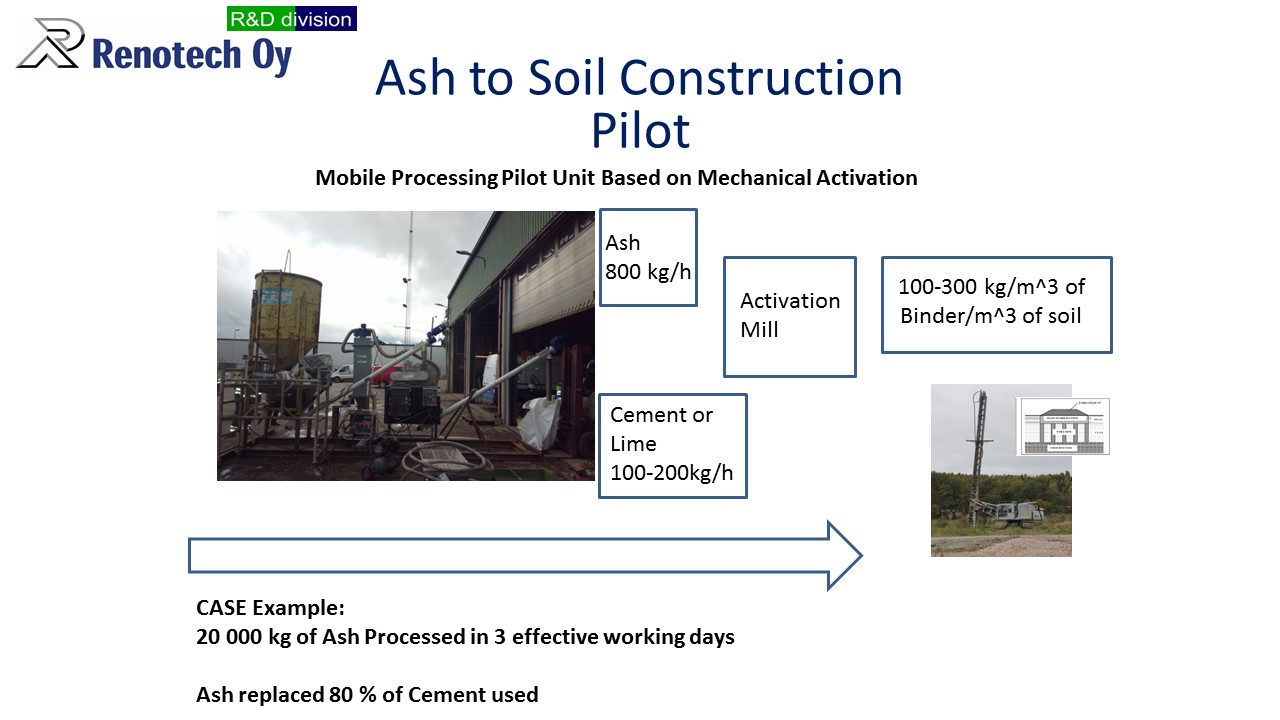 R&D division
Renotech Oy
Ash to Soil Construction
Pilot
Mobile Processing Pilot Unit Based on Mechanical Activation
Ash
800 kg/h
Activation
Mill
100-300 kg/m^3 of
Binder/m^3 of soil
Cement or
Lime
100-200kg/h
CASE Example:
20 000 kg of Ash Processed in 3 effective working days
Ash replaced 80 % of Cement used